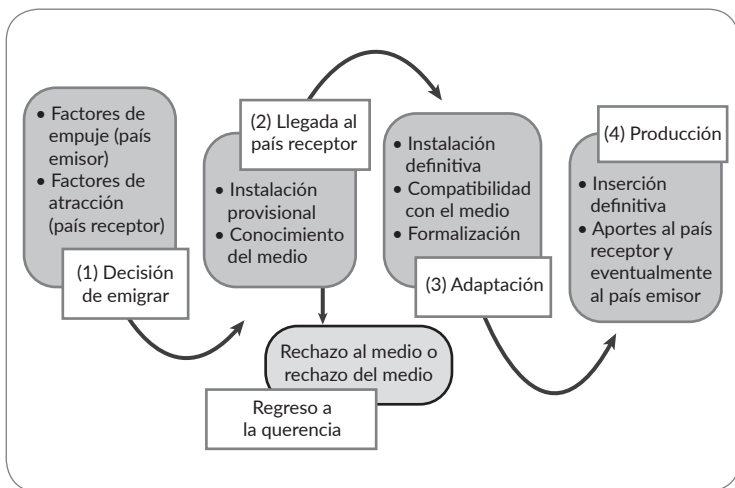 • Factores de
empuje (país
emisor)
• Factores de
atracción
(país receptor)
(1) Decisión
de emigrar
(2) Llegada al
país receptor
• Instalación
provisional
• Conocimiento
del medio
Rechazo al medio o
rechazo del medio
Regreso a
la querencia
• Instalación
definitiva
• Compatibilidad
con el medio
• Formalización
(3) Adaptación
(4) Producción
• Inserción
definitiva
• Aportes al país
receptor y
eventualmente
al país emisor